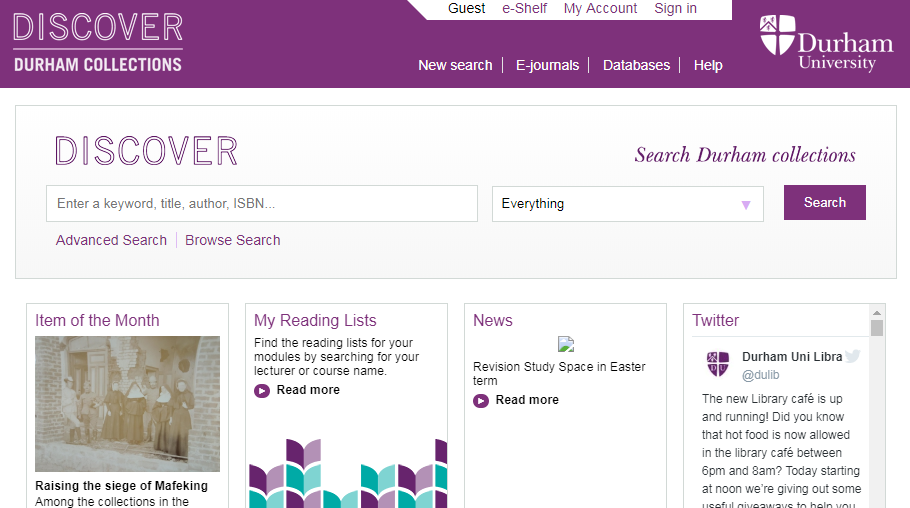 DISCOVER
DURHAM COLLECTIONS
Guest e-Shelf My Account Sign in
New search E-journals Databases Help
Durham
University
DISCOVER
Search Durham collections
Enter a keyword, title, author, ISBN...
Everything
Search
Advanced Search Browse Search
Item of the Month
Raising the siege of Mafeking
Among the collections in the
My Reading Lists
Find the reading lists for your
modules by searching for your
lecturer or course name.
Read more
News
Revision Study Space in Easter
term
Read more
Twitter
Durham Uni Libra
@dulib
The new Library café is up
and running! Did you know
that hot food is now allowed
in the library café between
6pm and 8am? Today starting
at noon we're giving out some
useful giveaways to help you